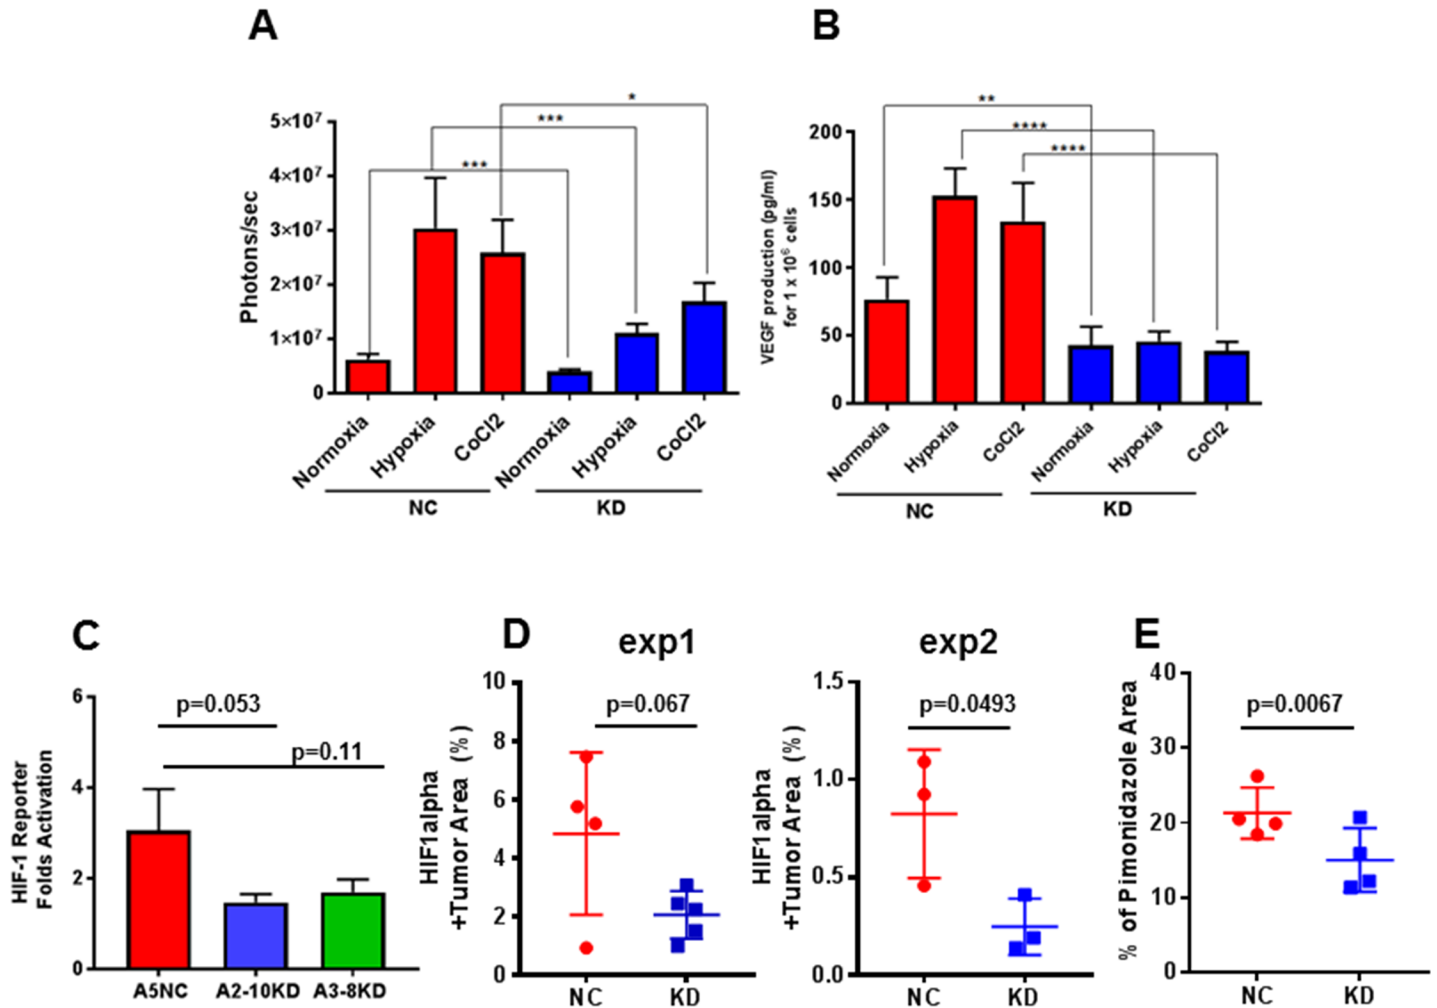 A
Photons/sec
5×10⁷
4×10⁷
3×10⁷
2×10⁷
1×10⁷
0
*
***
***
Normoxia
Hypoxia
CoCl2
Normoxia
Hypoxia
CoCl2
NC
KD
B
VEGF production (pg/ml)
for 1 x 10⁶ cells
200
150
100
50
0
**
****
****
Normoxia
Hypoxia
CoCl2
Normoxia
Hypoxia
CoCl2
NC
KD
C
HIF-1 Reporter
Folds Activation
6
4
2
0
p=0.053
p=0.11
A5NC
A2-10KD
A3-8KD
D
exp1
HIF1alpha
+Tumor Area (%)
10
8
6
4
2
0
p=0.067
NC
KD
exp2
HIF1alpha
+Tumor Area (%)
1.5
1.0
0.5
0.0
p=0.0493
NC
KD
E
% of Pimonidazole Area
40
30
20
10
0
p=0.0067
NC
KD